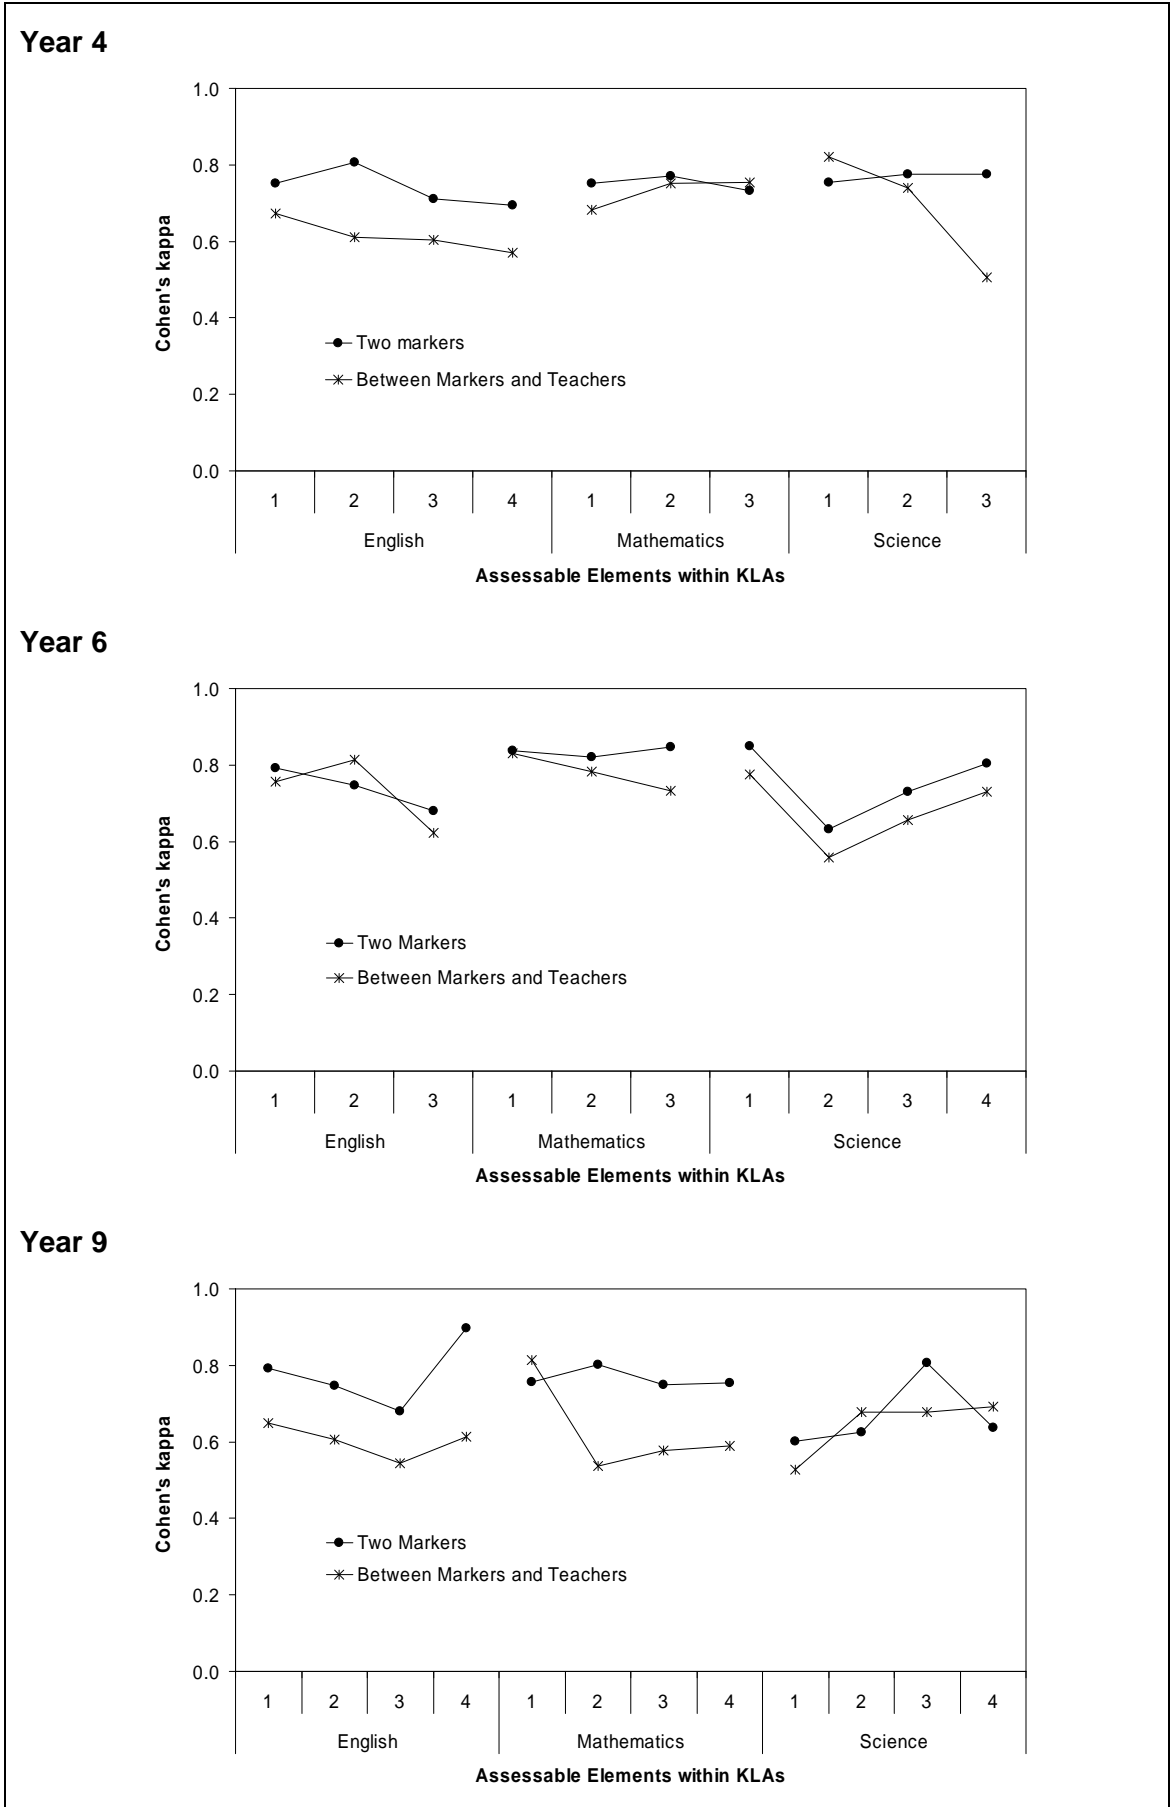 Year 4
1.0
0.8
0.6
0.4
0.2
0.0
Cohen's kappa
Two markers
Between Markers and Teachers
1 2 3 4 1 2 3 1 2 3
English Mathematics Science
Assessable Elements within KLAs
Year 6
1.0
0.8
0.6
0.4
0.2
0.0
Cohen's kappa
Two Markers
Between Markers and Teachers
1 2 3 1 2 3 1 2 3 4
English Mathematics Science
Assessable Elements within KLAs
Year 9
1.0
0.8
0.6
0.4
0.2
0.0
Cohen's kappa
Two Markers
Between Markers and Teachers
1 2 3 4 1 2 3 4 1 2 3 4
English Mathematics Science
Assessable Elements within KLAs